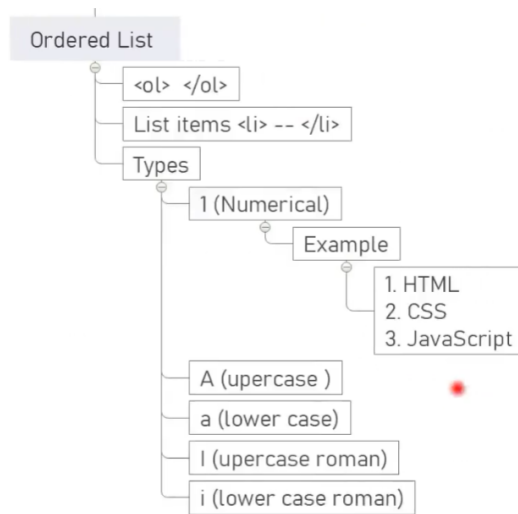 Ordered List
<ol> </ol>
List items <li> -- </li>
Types
1 (Numerical)
Example
1. HTML
2. CSS
3. JavaScript
A (upercase )
a (lower case)
I (upercase roman)
i (lower case roman)